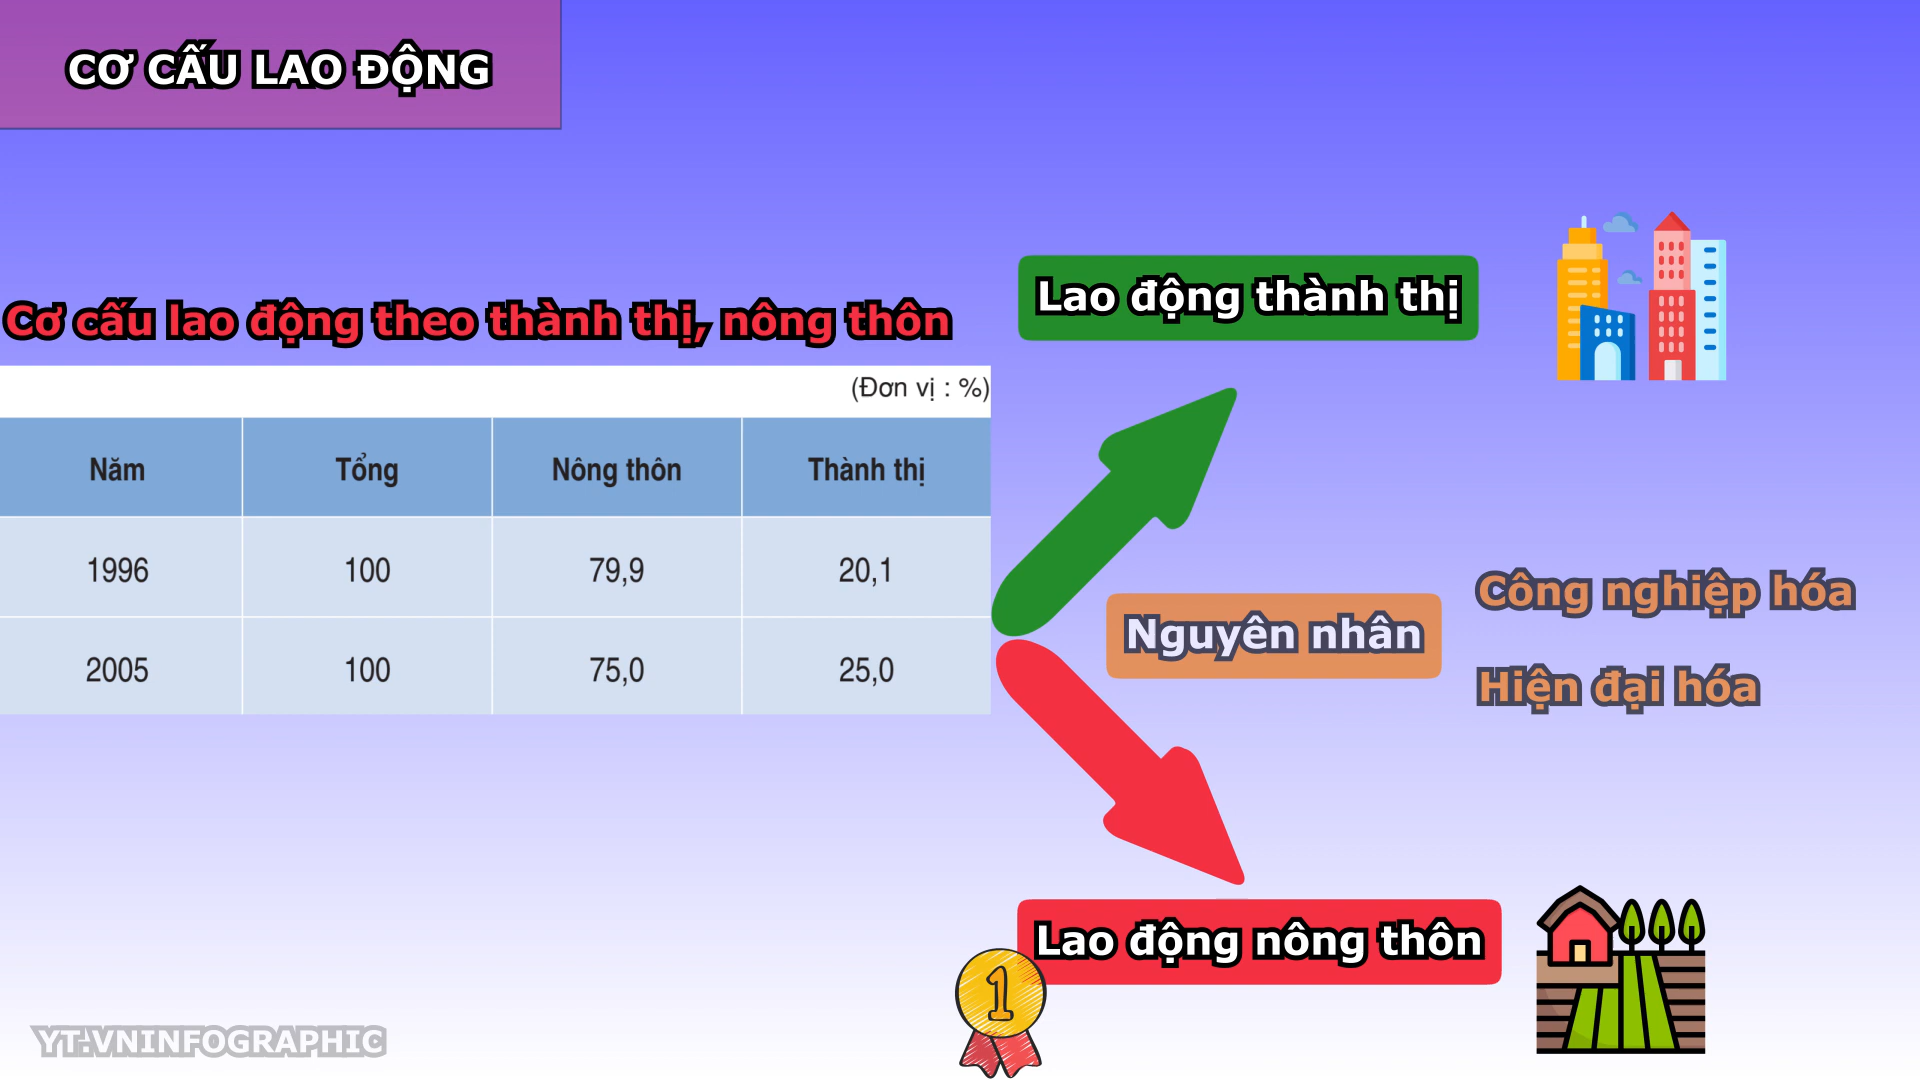 CƠ CẤU LAO ĐỘNG
Cơ cấu lao động theo thành thị, nông thôn
(Đơn vị : %)
Năm Tổng Nông thôn Thành thị
1996 100 79,9 20,1
2005 100 75,0 25,0
Lao động thành thị
Nguyên nhân
Công nghiệp hóa
Hiện đại hóa
Lao động nông thôn
1
YT.VNINFOGRAPHIC